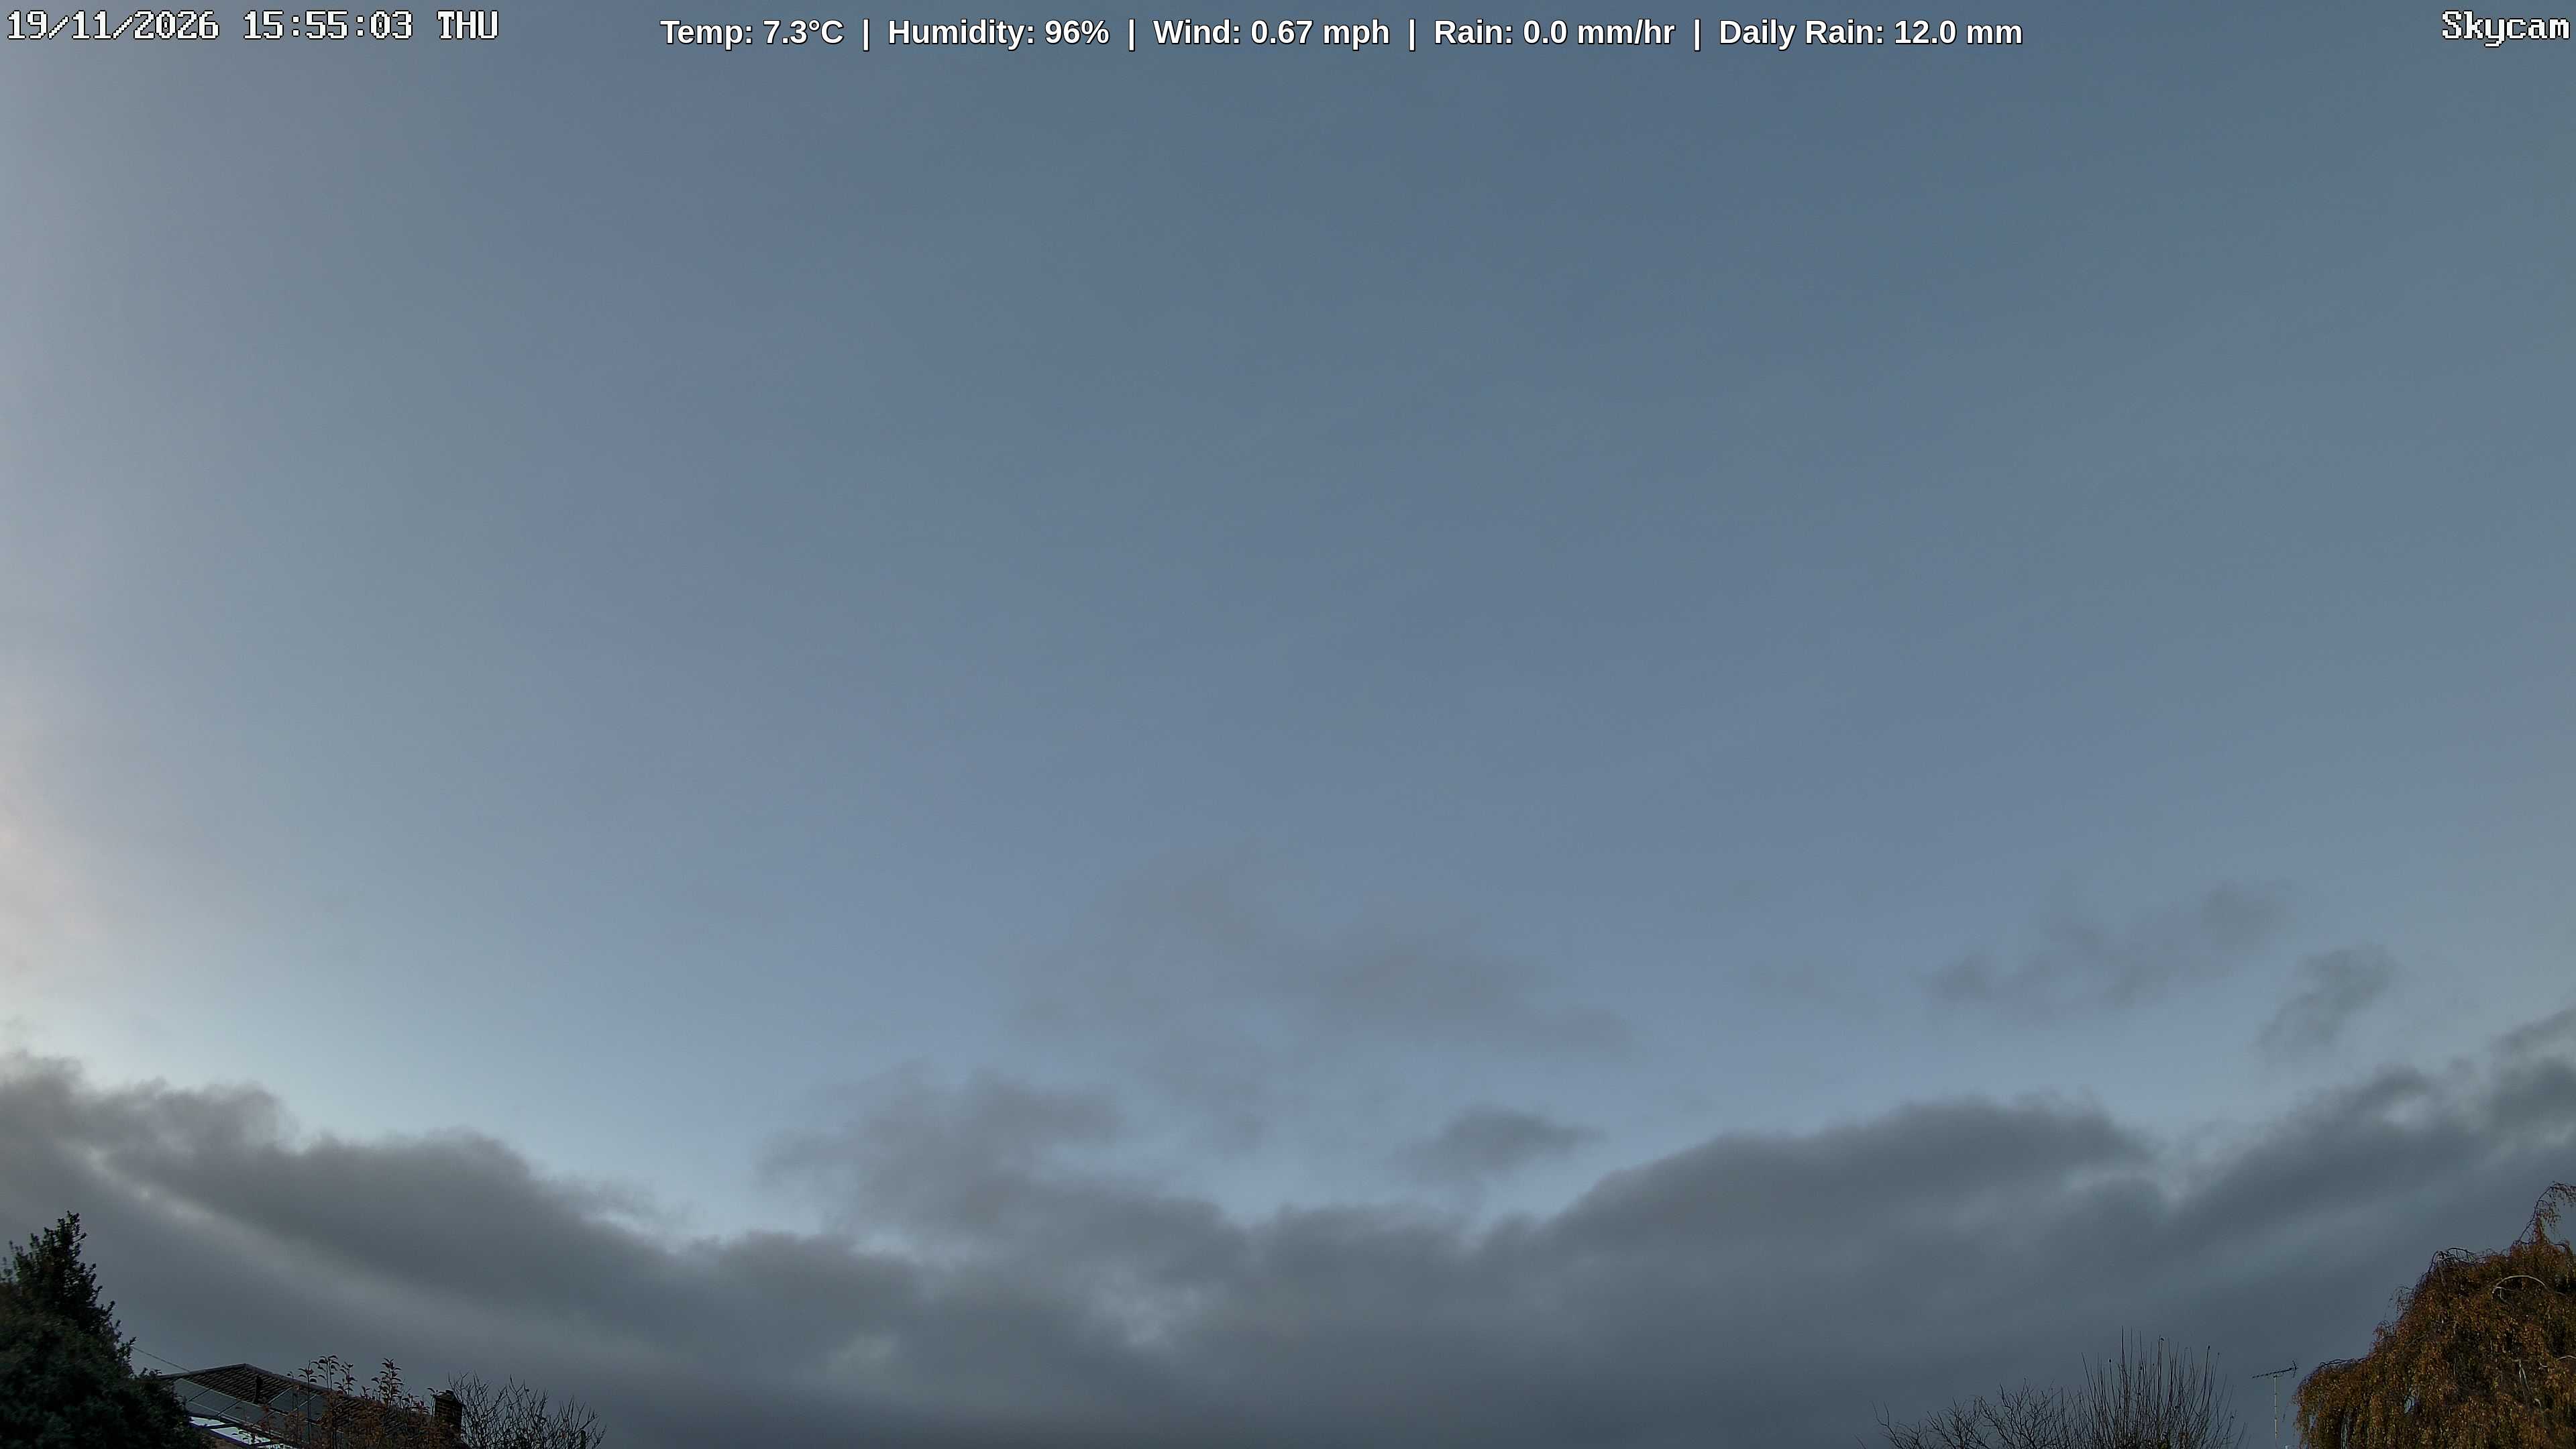 19/11/2026 15:55:03 THU
Temp: 7.3°C | Humidity: 96% | Wind: 0.67 mph | Rain: 0.0 mm/hr | Daily Rain: 12.0 mm
Skycam